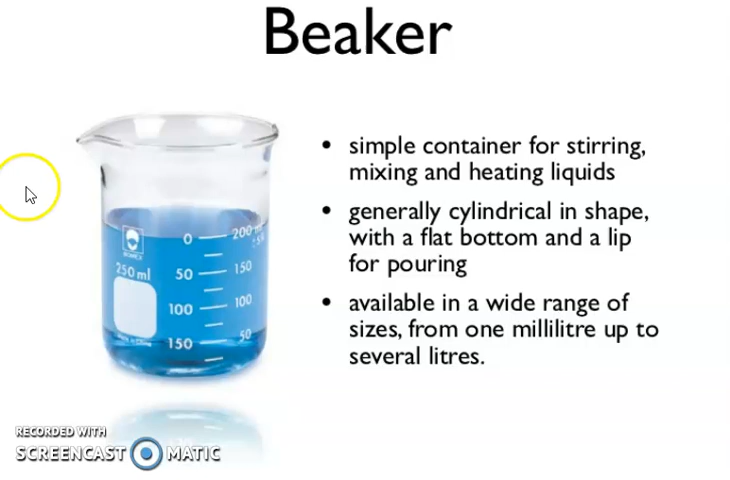 Beaker
• simple container for stirring,
mixing and heating liquids
• generally cylindrical in shape,
with a flat bottom and a lip
for pouring
• available in a wide range of
sizes, from one millilitre up to
several litres.
0 200 ml
250 ml 50 150
100 100
150 50
RECORDED WITH
SCREENCAST MATIC